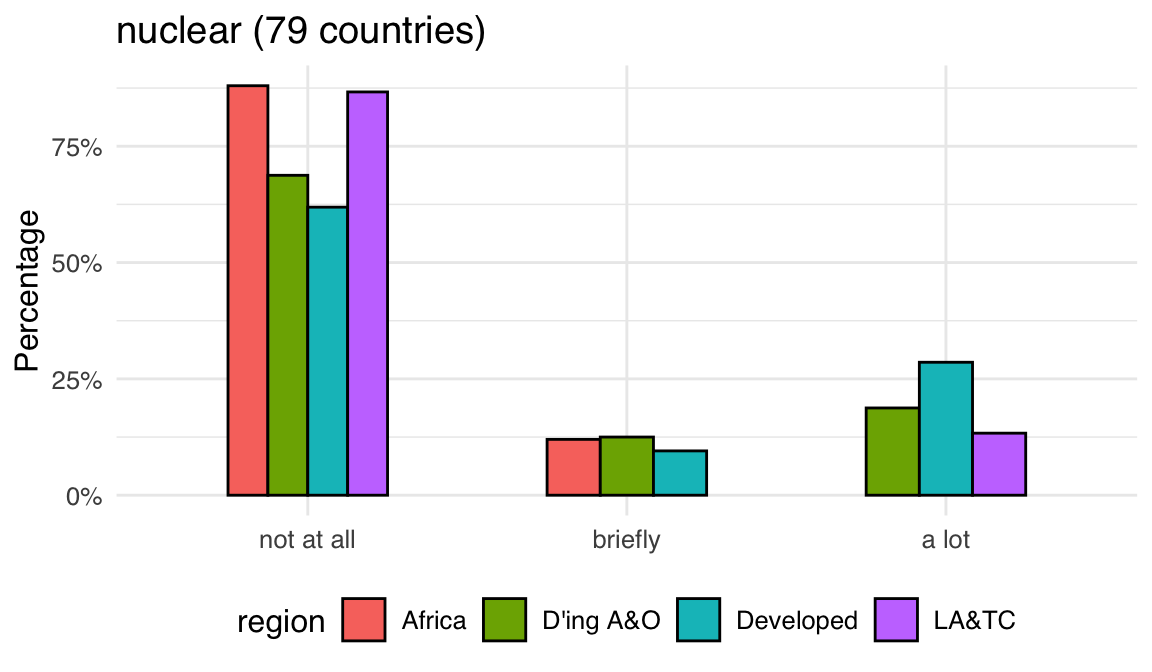 nuclear (79 countries)
Percentage
75%
50%
25%
0%
not at all briefly a lot
region Africa D'ing A&O Developed LA&TC